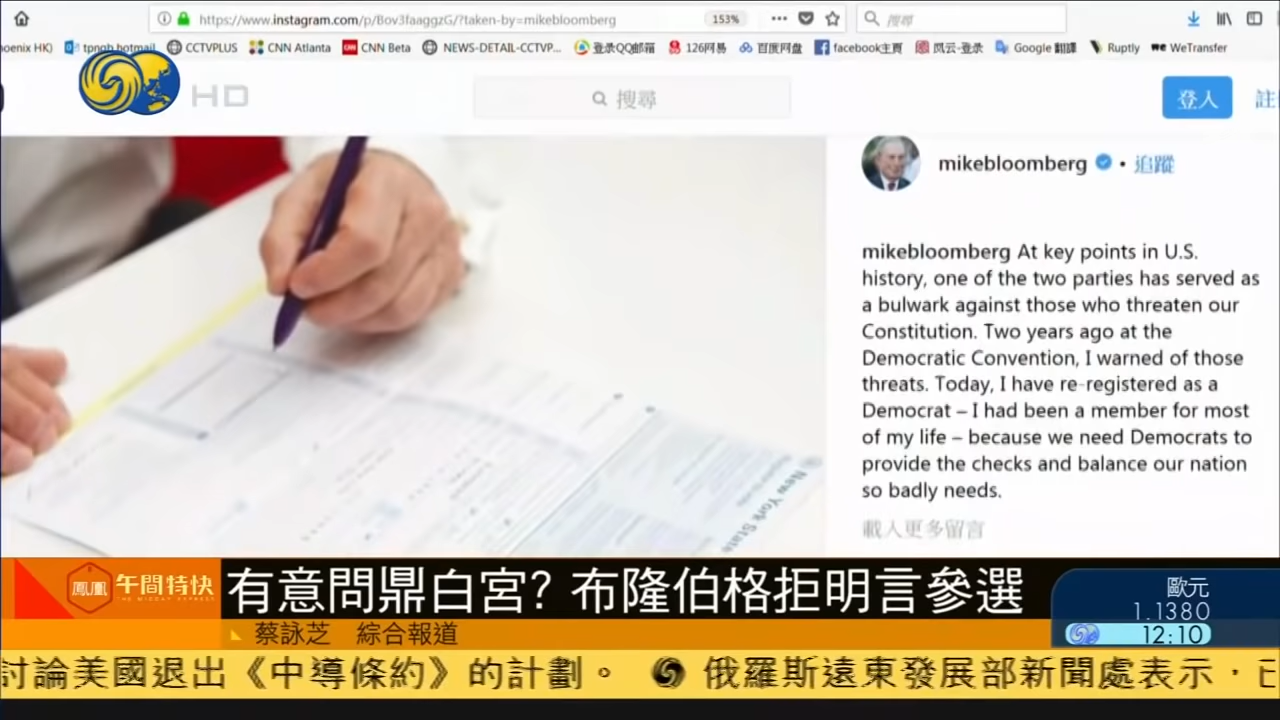 https://www.instagram.com/p/Bov3faaggzG/?taken-by=mikebloomberg
153%
搜尋
oenix HK) tpngb hotmail CCTVPLUS CNN Atlanta CNN Beta NEWS-DETAIL-CCTVP... 登录QQ邮箱 126网易 百度网盘 facebook主頁 凤云-登录 Google 翻譯 Ruptly WeTransfer
HD
搜尋
登入
註
mikebloomberg • 追蹤
mikebloomberg At key points in U.S.
history, one of the two parties has served as
a bulwark against those who threaten our
Constitution. Two years ago at the
Democratic Convention, I warned of those
threats. Today, I have re-registered as a
Democrat – I had been a member for most
of my life – because we need Democrats to
provide the checks and balance our nation
so badly needs.
載入更多留言
New York State
鳳凰 午間特快
THE MIDDAY EXPRESS
有意問鼎白宮? 布隆伯格拒明言參選
蔡詠芝 綜合報道
歐元
1.1380
12:10
討論美國退出《中導條約》的計劃。 俄羅斯遠東發展部新聞處表示，已